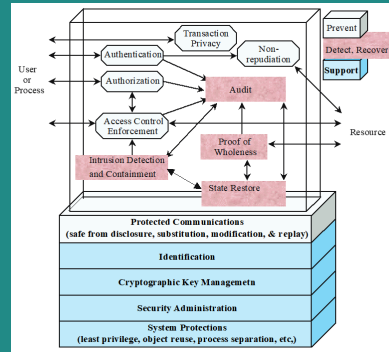 Transaction
Privacy
Prevent
Authentication
Non-
repudiation
Detect, Recover
User
or
Process
Authorization
Support
Audit
Access Control
Enforcement
Resource
Proof of
Wholeness
Intrusion Detection
and Containment
State Restore
Protected Communications
(safe from disclosure, substitution, modification, & replay)
Identification
Cryptographic Key Managemetn
Security Administration
System Protections
(least privilege, object reuse, process separation, etc,)